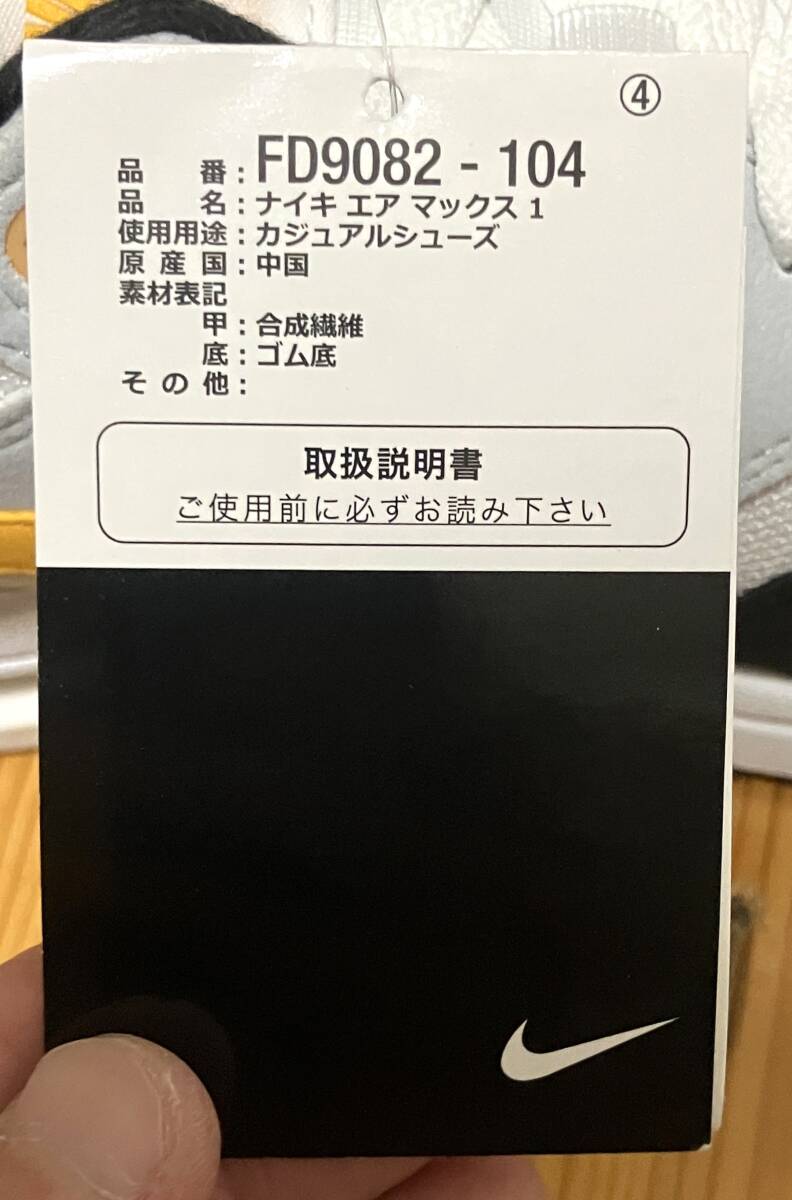 ④
品番：FD9082 - 104
品名：ナイキ エア マックス 1
使用用途：カジュアルシューズ
原産国：中国
素材表記
甲：合成繊維
底：ゴム底
その他：
取扱説明書
ご使用前に必ずお読み下さい